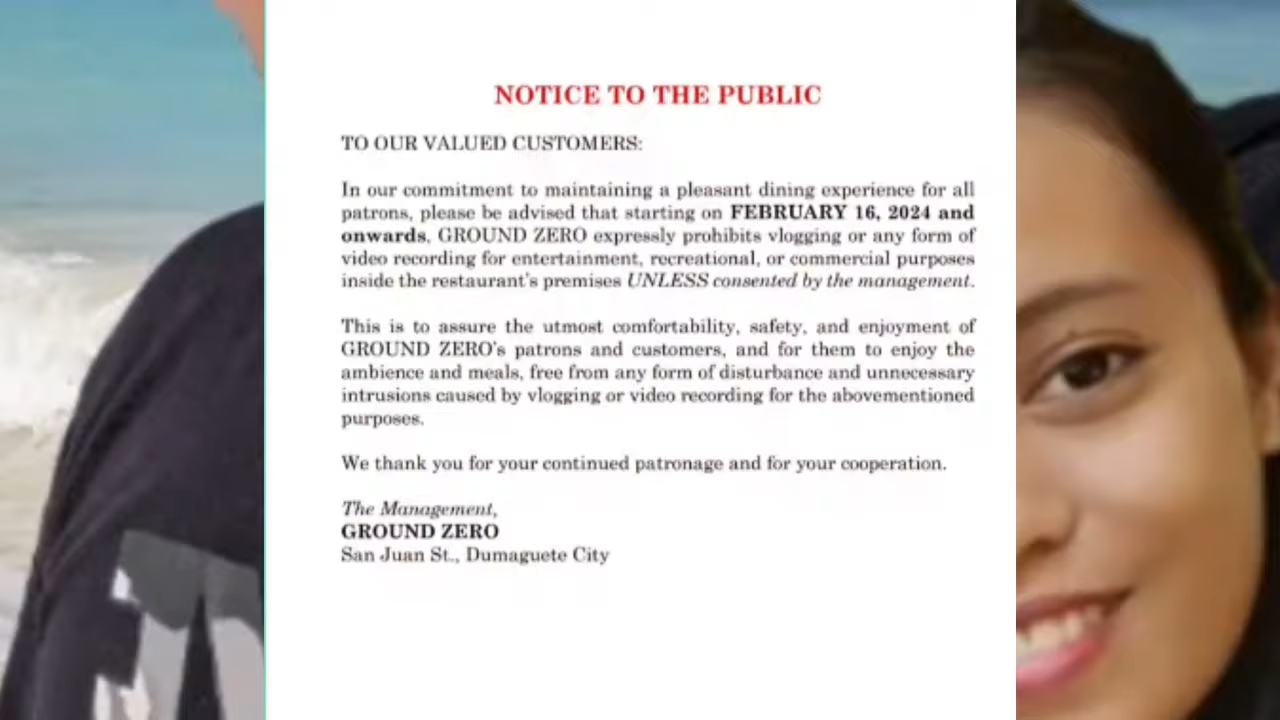 NOTICE TO THE PUBLIC
TO OUR VALUED CUSTOMERS:
In our commitment to maintaining a pleasant dining experience for all
patrons, please be advised that starting on FEBRUARY 16, 2024 and
onwards, GROUND ZERO expressly prohibits vlogging or any form of
video recording for entertainment, recreational, or commercial purposes
inside the restaurant's premises UNLESS consented by the management.
This is to assure the utmost comfortability, safety, and enjoyment of
GROUND ZERO's patrons and customers, and for them to enjoy the
ambience and meals, free from any form of disturbance and unnecessary
intrusions caused by vlogging or video recording for the abovementioned
purposes.
We thank you for your continued patronage and for your cooperation.
The Management,
GROUND ZERO
San Juan St., Dumaguete City